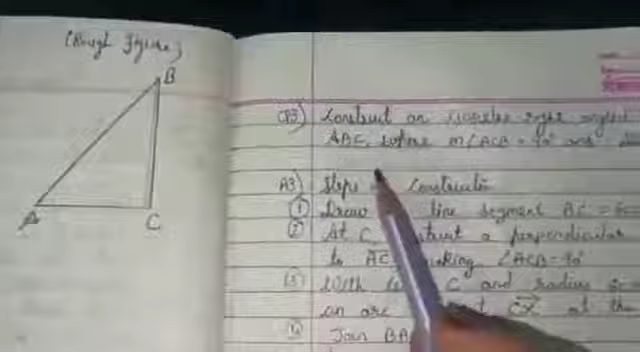 (Rough figure)
B
A
C
Q3) Construct an isosceles right angled
ABC, where m∠ACB = 90° and
A3) Steps Construction
① Draw line segment AC = 6
② At C, construct a perpendicular
to AC making ∠ACB = 90°
③ With C and radius
an arc CX at the
④ Join BA